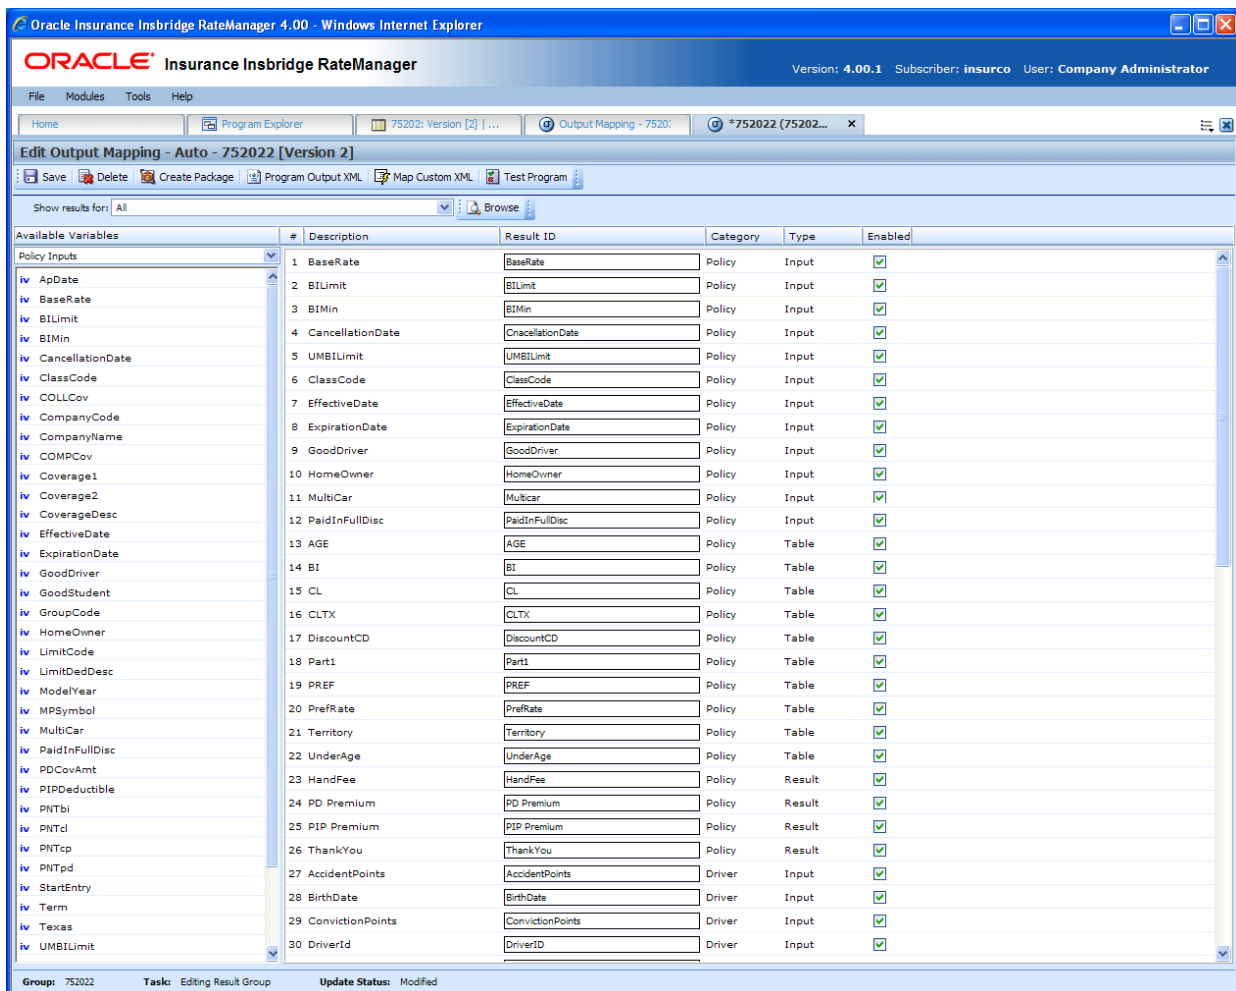 Oracle Insurance Insbridge RateManager 4.00 - Windows Internet Explorer
ORACLE Insurance Insbridge RateManager
Version: 4.00.1 Subscriber: insurco User: Company Administrator
File Modules Tools Help
Home Program Explorer 75202: Version [2] | ... Output Mapping - 7520: *752022 (75202... x
Edit Output Mapping - Auto - 752022 [Version 2]
Save Delete Create Package Program Output XML Map Custom XML Test Program
Show results for: All Browse
Available Variables
Policy Inputs
iv ApDate
iv BaseRate
iv BILimit
iv BIMin
iv CancellationDate
iv ClassCode
iv COLLCov
iv CompanyCode
iv CompanyName
iv COMPCov
iv Coverage1
iv Coverage2
iv CoverageDesc
iv EffectiveDate
iv ExpirationDate
iv GoodDriver
iv GoodStudent
iv GroupCode
iv HomeOwner
iv LimitCode
iv LimitDedDesc
iv ModelYear
iv MPSymbol
iv MultiCar
iv PaidInFullDisc
iv PDCovAmt
iv PIPDeductible
iv PNTbi
iv PNTcl
iv PNTcp
iv PNTpd
iv StartEntry
iv Term
iv Texas
iv UMBILimit
# Description Result ID Category Type Enabled
1 BaseRate BaseRate Policy Input
2 BILimit BILimit Policy Input
3 BIMin BIMin Policy Input
4 CancellationDate CnacellationDate Policy Input
5 UMBILimit UMBILimit Policy Input
6 ClassCode ClassCode Policy Input
7 EffectiveDate EffectiveDate Policy Input
8 ExpirationDate ExpirationDate Policy Input
9 GoodDriver GoodDriver Policy Input
10 HomeOwner HomeOwner Policy Input
11 MultiCar Multicar Policy Input
12 PaidInFullDisc PaidInFullDisc Policy Input
13 AGE AGE Policy Table
14 BI BI Policy Table
15 CL CL Policy Table
16 CLTX CLTX Policy Table
17 DiscountCD DiscountCD Policy Table
18 Part1 Part1 Policy Table
19 PREF PREF Policy Table
20 PrefRate PrefRate Policy Table
21 Territory Territory Policy Table
22 UnderAge UnderAge Policy Table
23 HandFee HandFee Policy Result
24 PD Premium PD Premium Policy Result
25 PIP Premium PIP Premium Policy Result
26 ThankYou ThankYou Policy Result
27 AccidentPoints AccidentPoints Driver Input
28 BirthDate BirthDate Driver Input
29 ConvictionPoints ConvictionPoints Driver Input
30 DriverId DriverID Driver Input
Group: 752022 Task: Editing Result Group Update Status: Modified